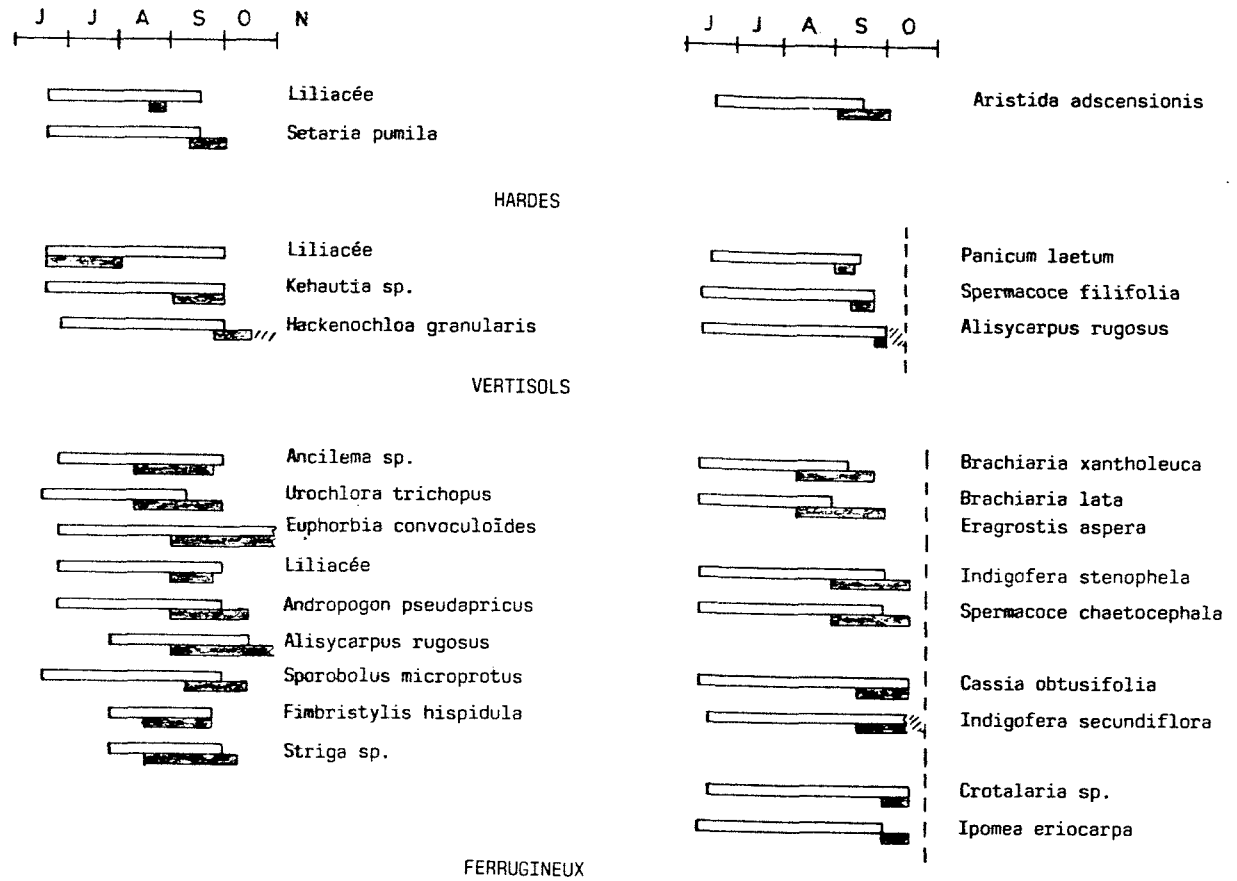 J J A S O N
Liliacée
Setaria pumila
J J A S O
Aristida adscensionis
HARDES
Liliacée
Kehautia sp.
Hackenochloa granularis
Panicum laetum
Spermacoce filifolia
Alisycarpus rugosus
VERTISOLS
Ancilema sp.
Urochlora trichopus
Euphorbia convoculoïdes
Liliacée
Andropogon pseudapricus
Alisycarpus rugosus
Sporobolus microprotus
Fimbristylis hispidula
Striga sp.
Brachiaria xantholeuca
Brachiaria lata
Eragrostis aspera
Indigofera stenophela
Spermacoce chaetocephala
Cassia obtusifolia
Indigofera secundiflora
Crotalaria sp.
Ipomea eriocarpa
FERRUGINEUX